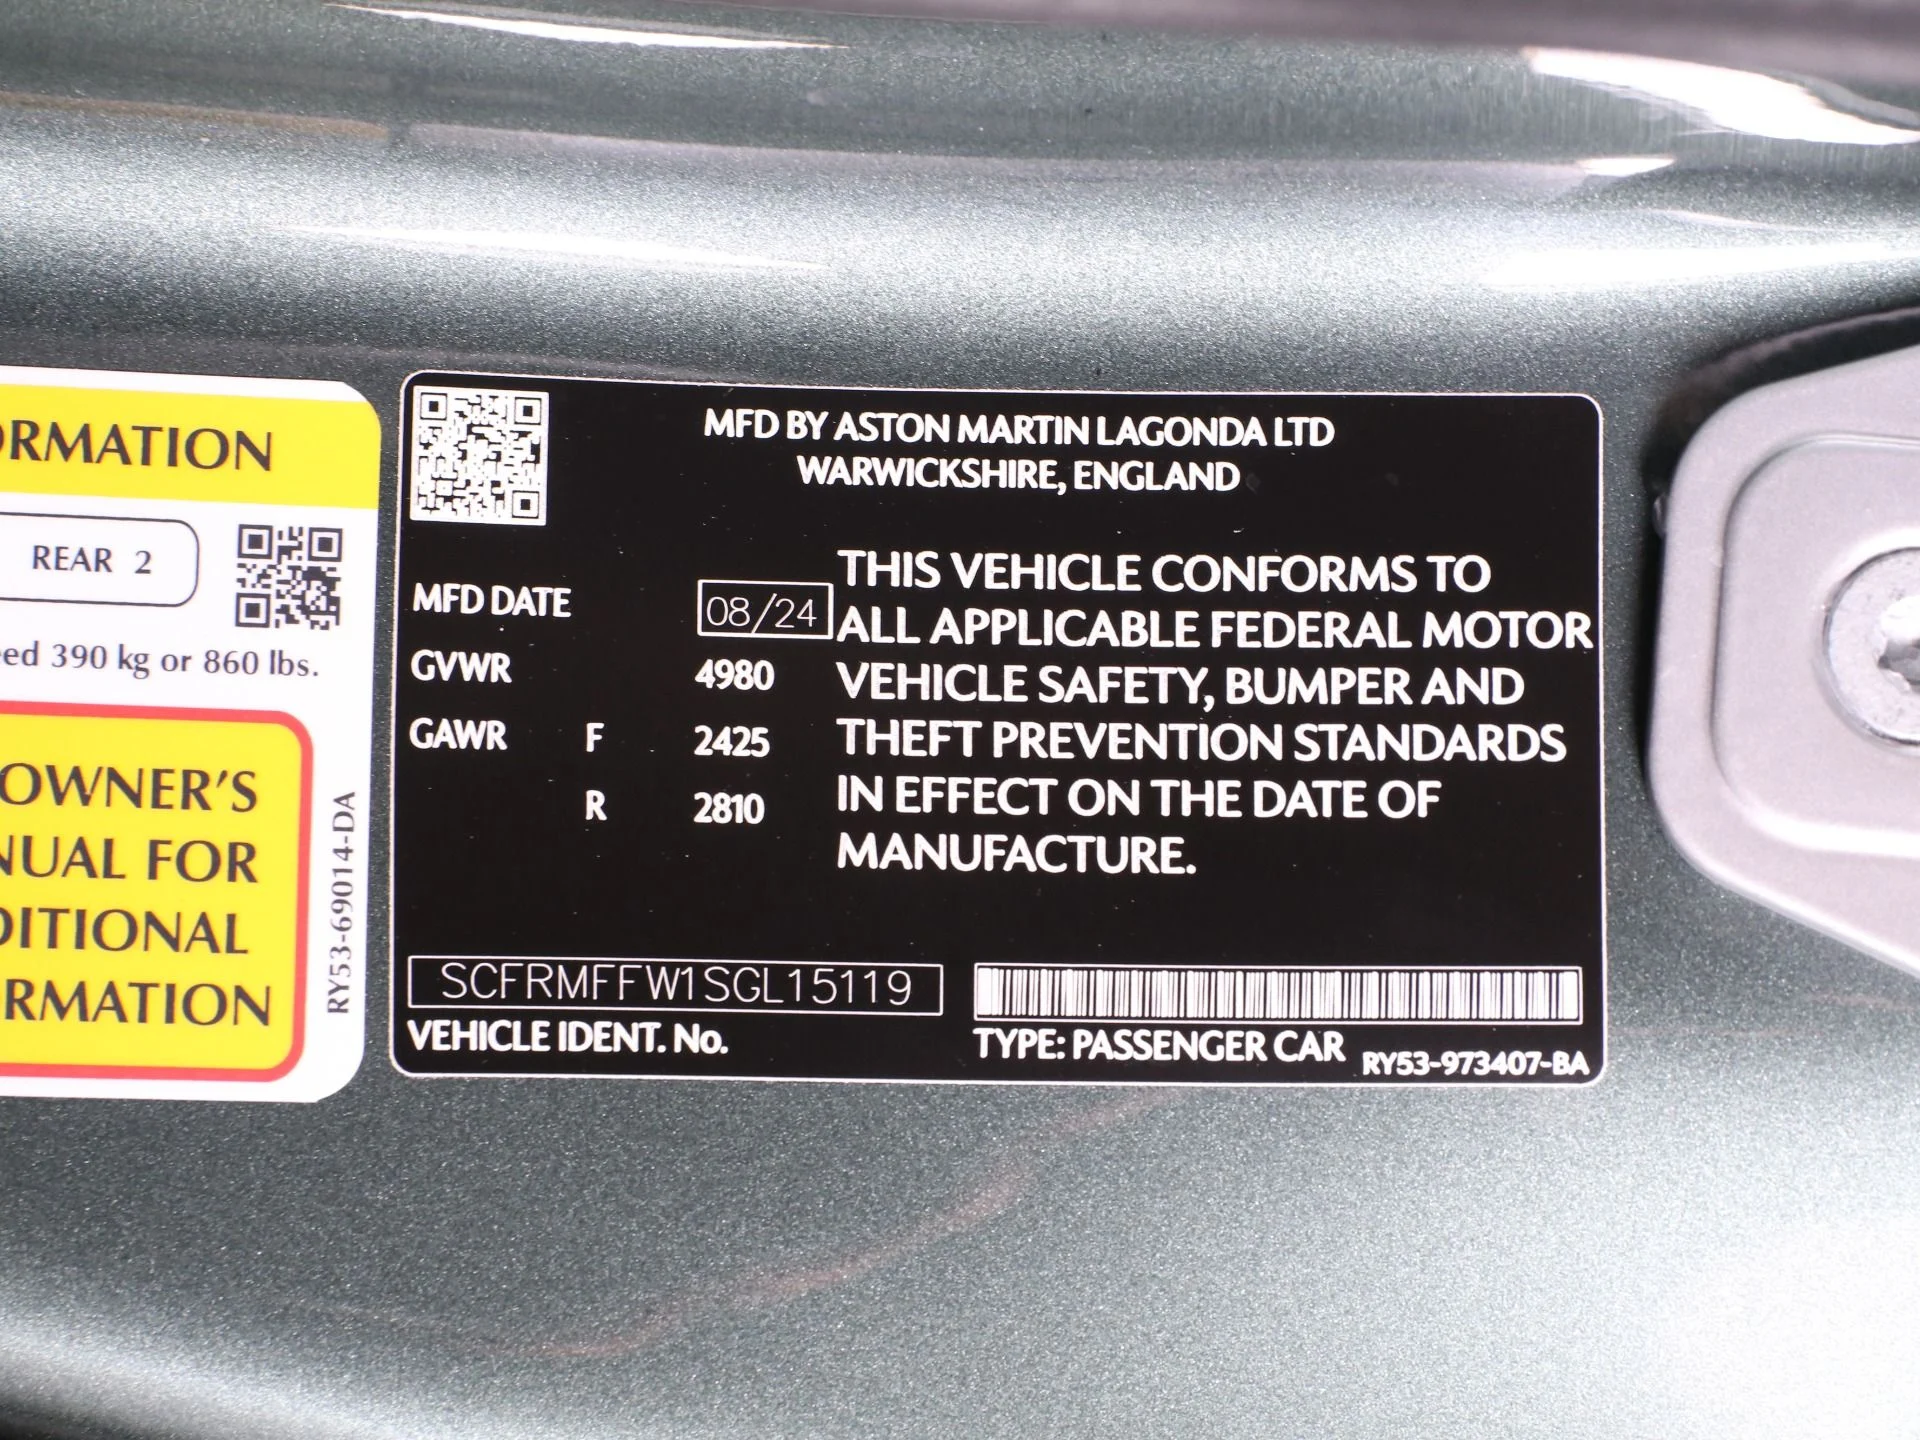 ORMATION
REAR 2
eed 390 kg or 860 lbs.
OWNER'S
NUAL FOR
DITIONAL
ORMATION
RY53-69014-DA
MFD BY ASTON MARTIN LAGONDA LTD
WARWICKSHIRE, ENGLAND
MFD DATE 08/24
GVWR 4980
GAWR F 2425
R 2810
THIS VEHICLE CONFORMS TO
ALL APPLICABLE FEDERAL MOTOR
VEHICLE SAFETY, BUMPER AND
THEFT PREVENTION STANDARDS
IN EFFECT ON THE DATE OF
MANUFACTURE.
SCFRMFFW1SGL15119
VEHICLE IDENT. No.
TYPE: PASSENGER CAR
RY53-973407-BA